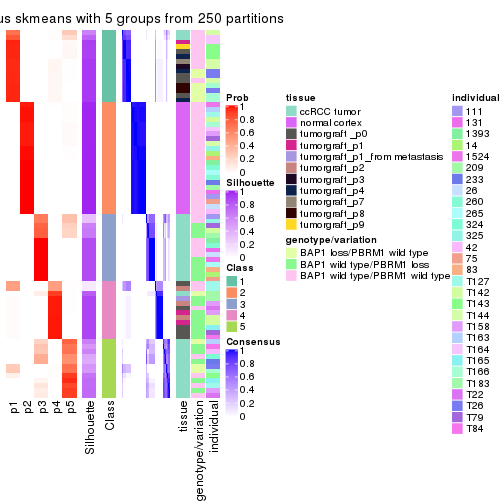 us skmeans with 5 groups from 250 partitions
p1
p2
p3
p4
p5
Silhouette
Class
tissue
genotype/variation
individual
Prob
1
0.8
0.6
0.4
0.2
0
Silhouette
1
0.8
0.6
0.4
0.2
0
Class
1
2
3
4
5
Consensus
1
0.8
0.6
0.4
0.2
0
tissue
ccRCC tumor
normal cortex
tumorgraft _p0
tumorgraft_p1
tumorgraft_p1_from metastasis
tumorgraft_p2
tumorgraft_p3
tumorgraft_p4
tumorgraft_p7
tumorgraft_p8
tumorgraft_p9
genotype/variation
BAP1 loss/PBRM1 wild type
BAP1 wild type/PBRM1 loss
BAP1 wild type/PBRM1 wild type
individual
111
131
1393
14
1524
209
233
26
260
265
324
325
42
75
83
T127
T142
T143
T144
T158
T163
T164
T165
T166
T183
T22
T26
T79
T84